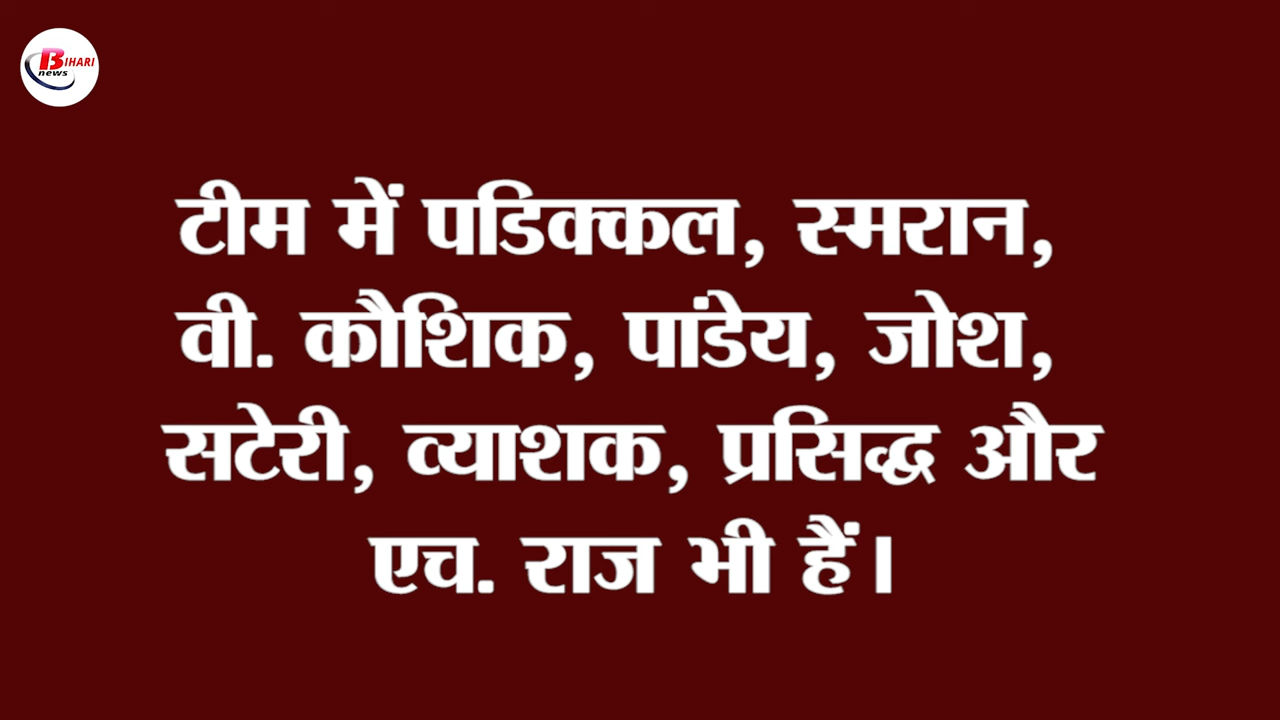 BIHARI
news
टीम में पडिक्कल, स्मरान,
वी. कौशिक, पांडेय, जोश,
सटेरी, व्याशक, प्रसिद्ध और
एच. राज भी हैं।